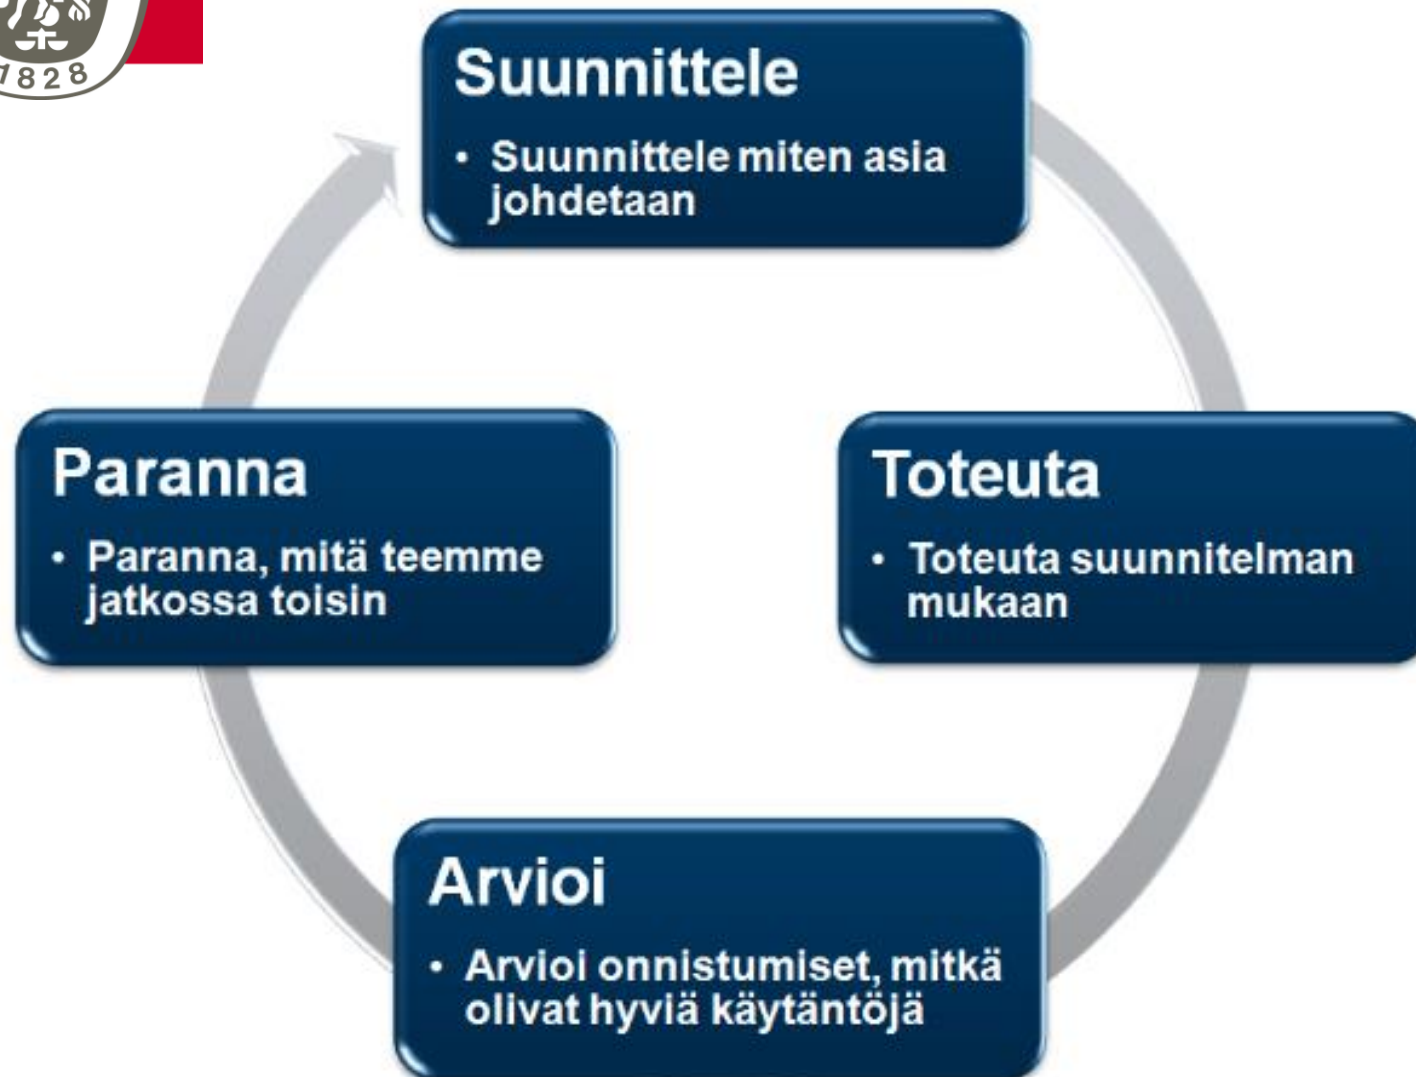 1828
Suunnittele
• Suunnittele miten asia
johdetaan
Paranna
• Paranna, mitä teemme
jatkossa toisin
Toteuta
• Toteuta suunnitelman
mukaan
Arvioi
• Arvioi onnistumiset, mitkä
olivat hyviä käytäntöjä